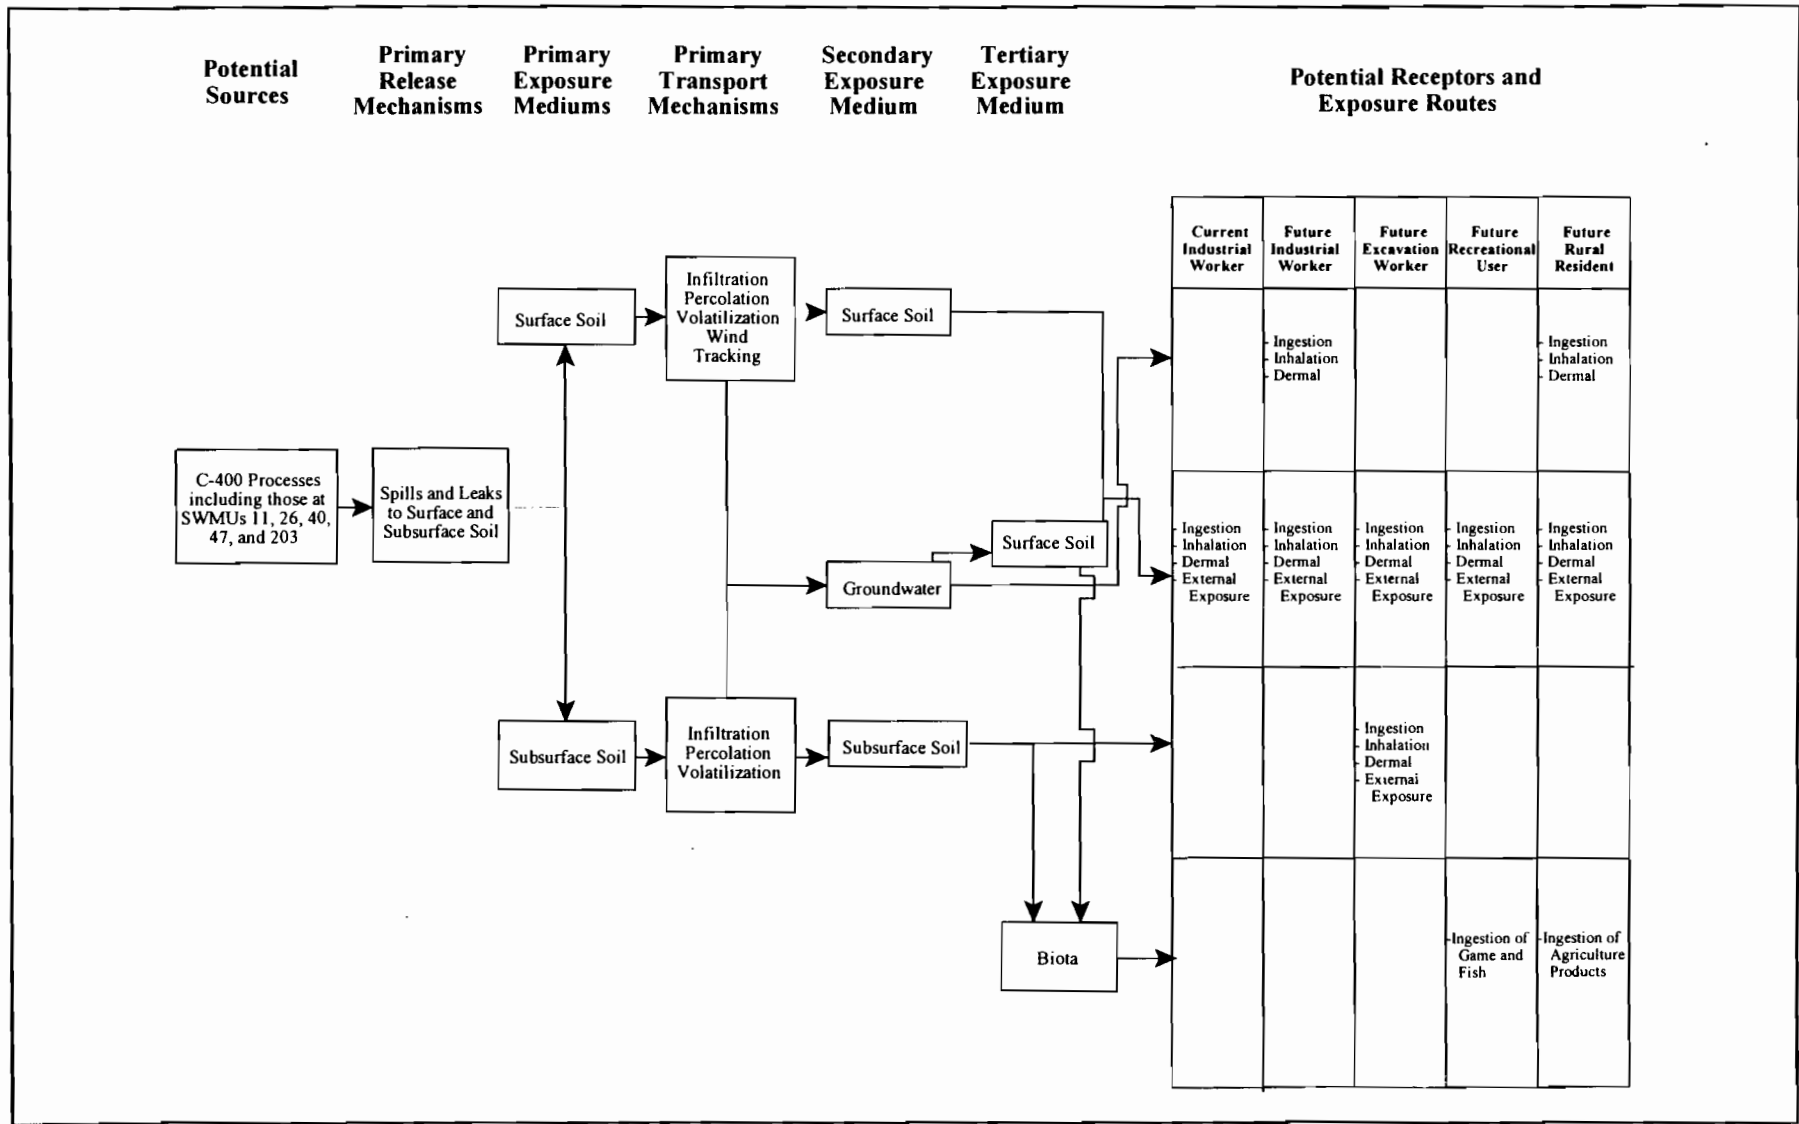 Potential
Sources
Primary
Release
Mechanisms
Primary
Exposure
Mediums
Primary
Transport
Mechanisms
Secondary
Exposure
Medium
Tertiary
Exposure
Medium
Potential Receptors and
Exposure Routes
Current
Industrial
Worker
Future
Industrial
Worker
Future
Excavation
Worker
Future
Recreational
User
Future
Rural
Resident
C-400 Processes
including those at
SWMUs 11, 26, 40,
47, and 203
Spills and Leaks
to Surface and
Subsurface Soil
Surface Soil
Infiltration
Percolation
Volatilization
Wind
Tracking
Surface Soil
Groundwater
Surface Soil
Subsurface Soil
Infiltration
Percolation
Volatilization
Subsurface Soil
Biota
- Ingestion
- Inhalation
- Dermal
- Ingestion
- Inhalation
- Dermal
- Ingestion
- Inhalation
- Dermal
- External
Exposure
- Ingestion
- Inhalation
- Dermal
- External
Exposure
- Ingestion
- Inhalation
- Dermal
- External
Exposure
- Ingestion
- Inhalation
- Dermal
- External
Exposure
- Ingestion
- Inhalation
- Dermal
- External
Exposure
- Ingestion
- Inhalation
- Dermal
- External
Exposure
- Ingestion of
Game and
Fish
- Ingestion of
Agriculture
Products